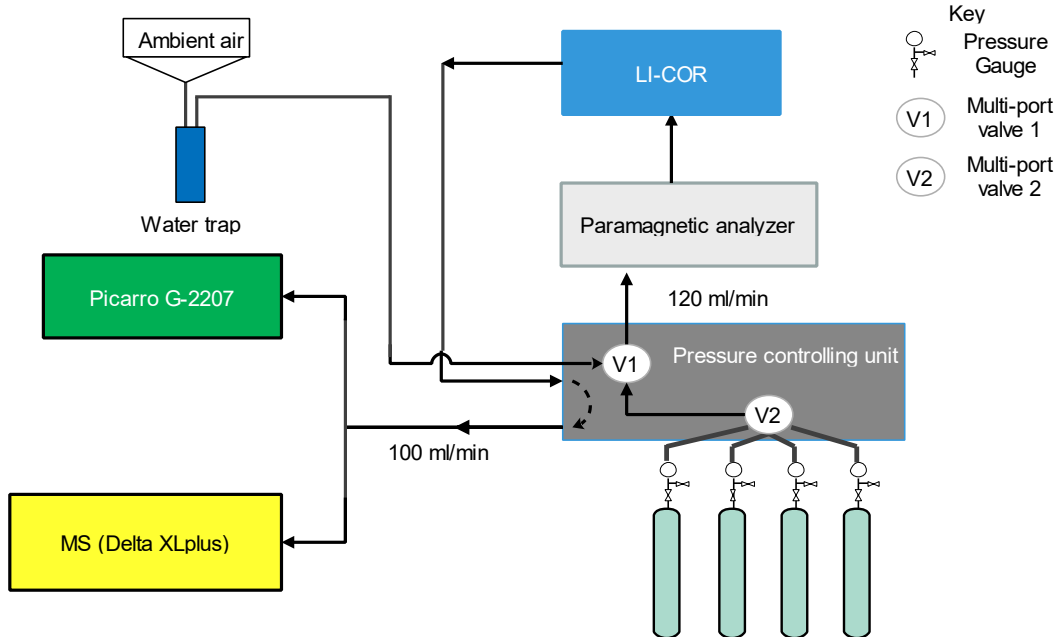 Ambient air
Water trap
Picarro G-2207
MS (Delta XLplus)
100 ml/min
LI-COR
Paramagnetic analyzer
120 ml/min
Pressure controlling unit
V1
V2
Key
Pressure
Gauge
V1
Multi-port
valve 1
V2
Multi-port
valve 2